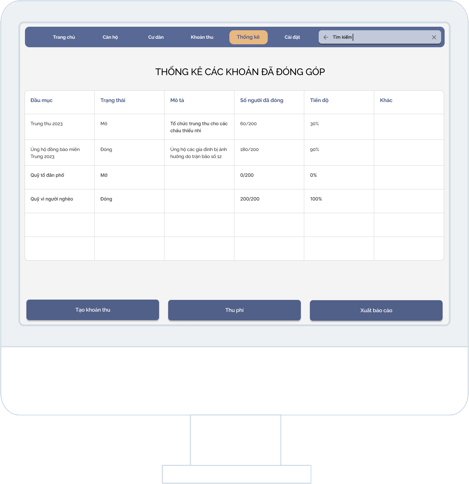 Trang chủ
Căn hộ
Cư dân
Khoản thu
Thống kê
Cài đặt
Tìm kiếm
THỐNG KÊ CÁC KHOẢN ĐÃ ĐÓNG GÓP
Đầu mục Trạng thái Mô tả Số người đã đóng Tiến độ Khác
Trung thu 2023 Mở Tổ chức trung thu cho các 60/200 30%
cháu thiếu nhi
Ủng hộ đồng bào miền Đóng Ủng hộ các gia đình bị ảnh 180/200 90%
Trung 2023 hưởng do trận bão số 12
Quỹ tổ dân phố Mở 0/200 0%
Quỹ vì người nghèo Đóng 200/200 100%
Tạo khoản thu
Thu phí
Xuất báo cáo